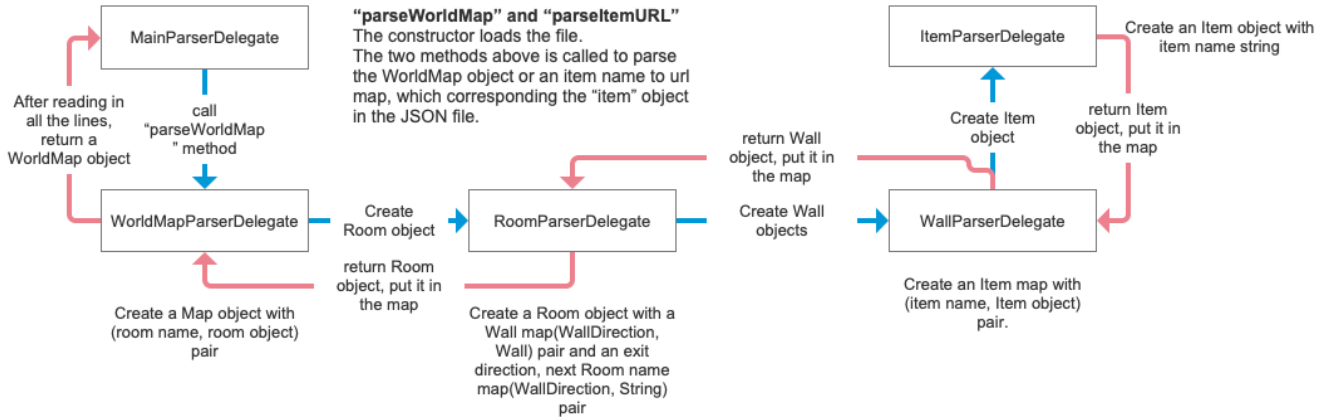 MainParserDelegate
“parseWorldMap” and “parseItemURL”
The constructor loads the file.
The two methods above is called to parse
the WorldMap object or an item name to url
map, which corresponding the “item” object
in the JSON file.
ItemParserDelegate
Create an Item object with
item name string
After reading in
all the lines,
return a
WorldMap object
call
“parseWorldMap
” method
return Wall
object, put it in
the map
Create Item
object
return Item
object, put it in
the map
WorldMapParserDelegate
Create
Room object
RoomParserDelegate
Create Wall
objects
WallParserDelegate
return Room
object, put it in
the map
Create a Map object with
(room name, room object)
pair
Create a Room object with a
Wall map(WallDirection,
Wall) pair and an exit
direction, next Room name
map(WallDirection, String)
pair
Create an Item map with
(item name, Item object)
pair.